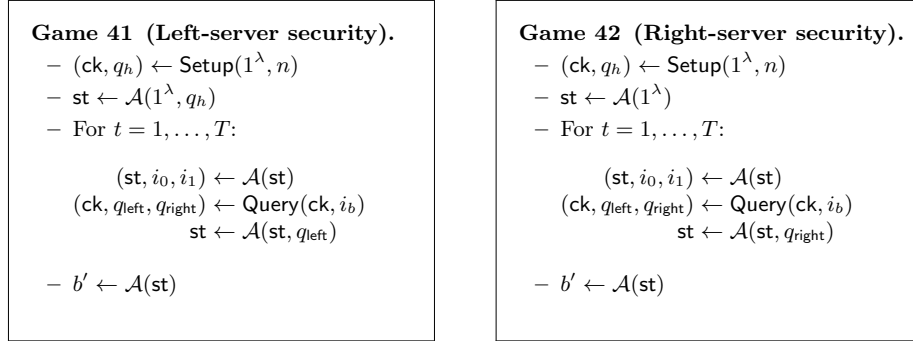 Game 41 (Left-server security).
– (ck, q_h) ← Setup(1^λ, n)
– st ← 𝒜(1^λ, q_h)
– For t = 1, . . . , T:
(st, i_0, i_1) ← 𝒜(st)
(ck, q_left, q_right) ← Query(ck, i_b)
st ← 𝒜(st, q_left)
– b′ ← 𝒜(st)
Game 42 (Right-server security).
– (ck, q_h) ← Setup(1^λ, n)
– st ← 𝒜(1^λ)
– For t = 1, . . . , T:
(st, i_0, i_1) ← 𝒜(st)
(ck, q_left, q_right) ← Query(ck, i_b)
st ← 𝒜(st, q_right)
– b′ ← 𝒜(st)